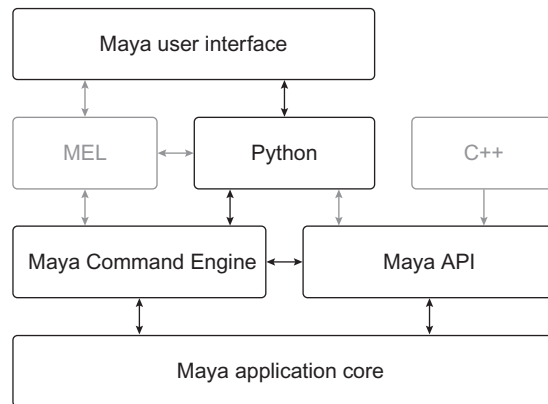 Maya user interface
MEL
Python
C++
Maya Command Engine
Maya API
Maya application core